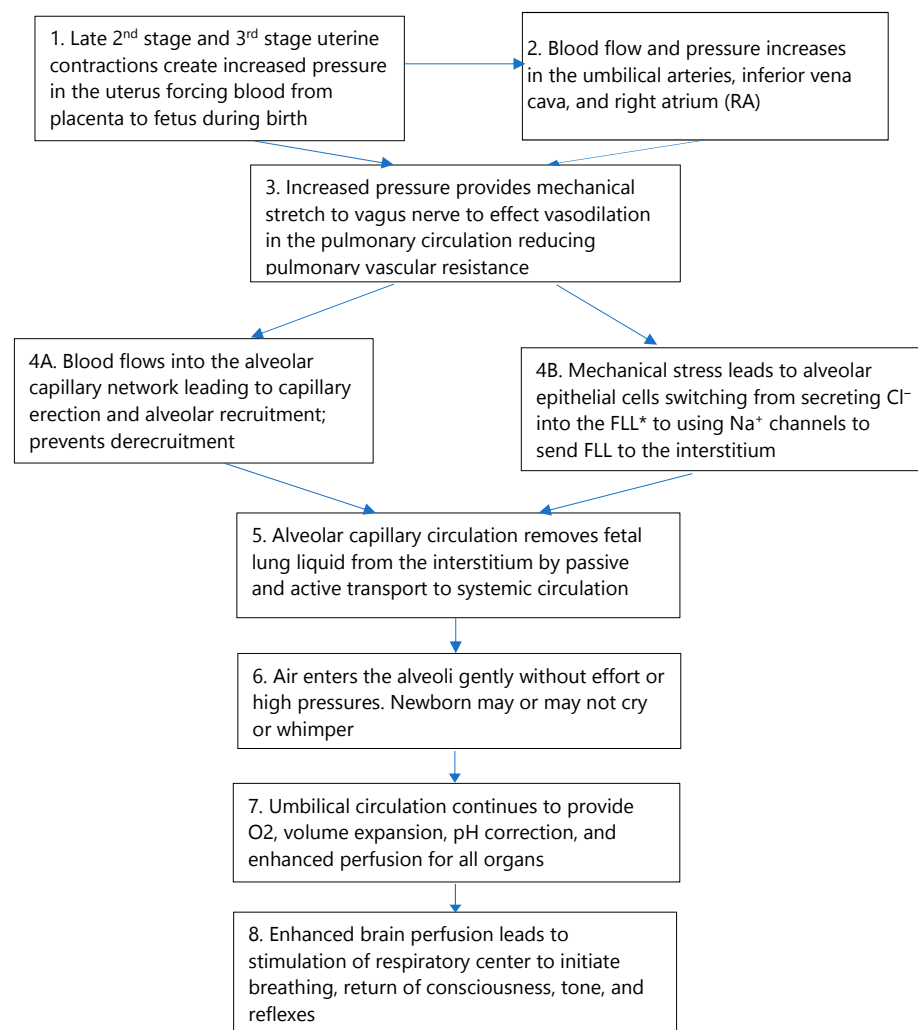 1. Late 2nd stage and 3rd stage uterine
contractions create increased pressure
in the uterus forcing blood from
placenta to fetus during birth
2. Blood flow and pressure increases
in the umbilical arteries, inferior vena
cava, and right atrium (RA)
3. Increased pressure provides mechanical
stretch to vagus nerve to effect vasodilation
in the pulmonary circulation reducing
pulmonary vascular resistance
4A. Blood flows into the alveolar
capillary network leading to capillary
erection and alveolar recruitment;
prevents derecruitment
4B. Mechanical stress leads to alveolar
epithelial cells switching from secreting Cl⁻
into the FLL* to using Na⁺ channels to
send FLL to the interstitium
5. Alveolar capillary circulation removes fetal
lung liquid from the interstitium by passive
and active transport to systemic circulation
6. Air enters the alveoli gently without effort or
high pressures. Newborn may or may not cry
or whimper
7. Umbilical circulation continues to provide
O2, volume expansion, pH correction, and
enhanced perfusion for all organs
8. Enhanced brain perfusion leads to
stimulation of respiratory center to initiate
breathing, return of consciousness, tone, and
reflexes